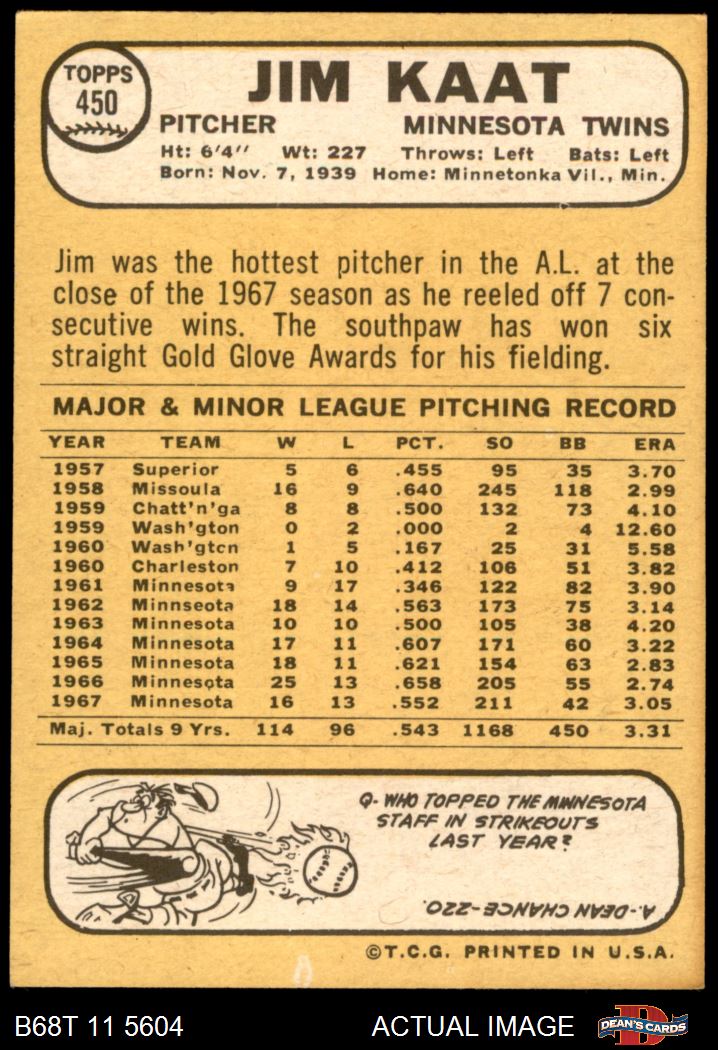 TOPPS
450
JIM KAAT
PITCHER MINNESOTA TWINS
Ht: 6'4" Wt: 227 Throws: Left Bats: Left
Born: Nov. 7, 1939 Home: Minnetonka Vil., Min.
Jim was the hottest pitcher in the A.L. at the
close of the 1967 season as he reeled off 7 con-
secutive wins. The southpaw has won six
straight Gold Glove Awards for his fielding.
MAJOR & MINOR LEAGUE PITCHING RECORD
YEAR TEAM W L PCT. SO BB ERA
1957 Superior 5 6 .455 95 35 3.70
1958 Missoula 16 9 .640 245 118 2.99
1959 Chatt'n'ga 8 8 .500 132 73 4.10
1959 Wash'gton 0 2 .000 2 4 12.60
1960 Wash'gton 1 5 .167 25 31 5.58
1960 Charleston 7 10 .412 106 51 3.82
1961 Minnesota 9 17 .346 122 82 3.90
1962 Minnseota 18 14 .563 173 75 3.14
1963 Minnesota 10 10 .500 105 38 4.20
1964 Minnesota 17 11 .607 171 60 3.22
1965 Minnesota 18 11 .621 154 63 2.83
1966 Minnesota 25 13 .658 205 55 2.74
1967 Minnesota 16 13 .552 211 42 3.05
Maj. Totals 9 Yrs. 114 96 .543 1168 450 3.31
Q- WHO TOPPED THE MINNESOTA
STAFF IN STRIKEOUTS
LAST YEAR?
A- DEAN CHANCE-220.
©T.C.G. PRINTED IN U.S.A.
B68T 11 5604 ACTUAL IMAGE
D
DEAN'S CARDS